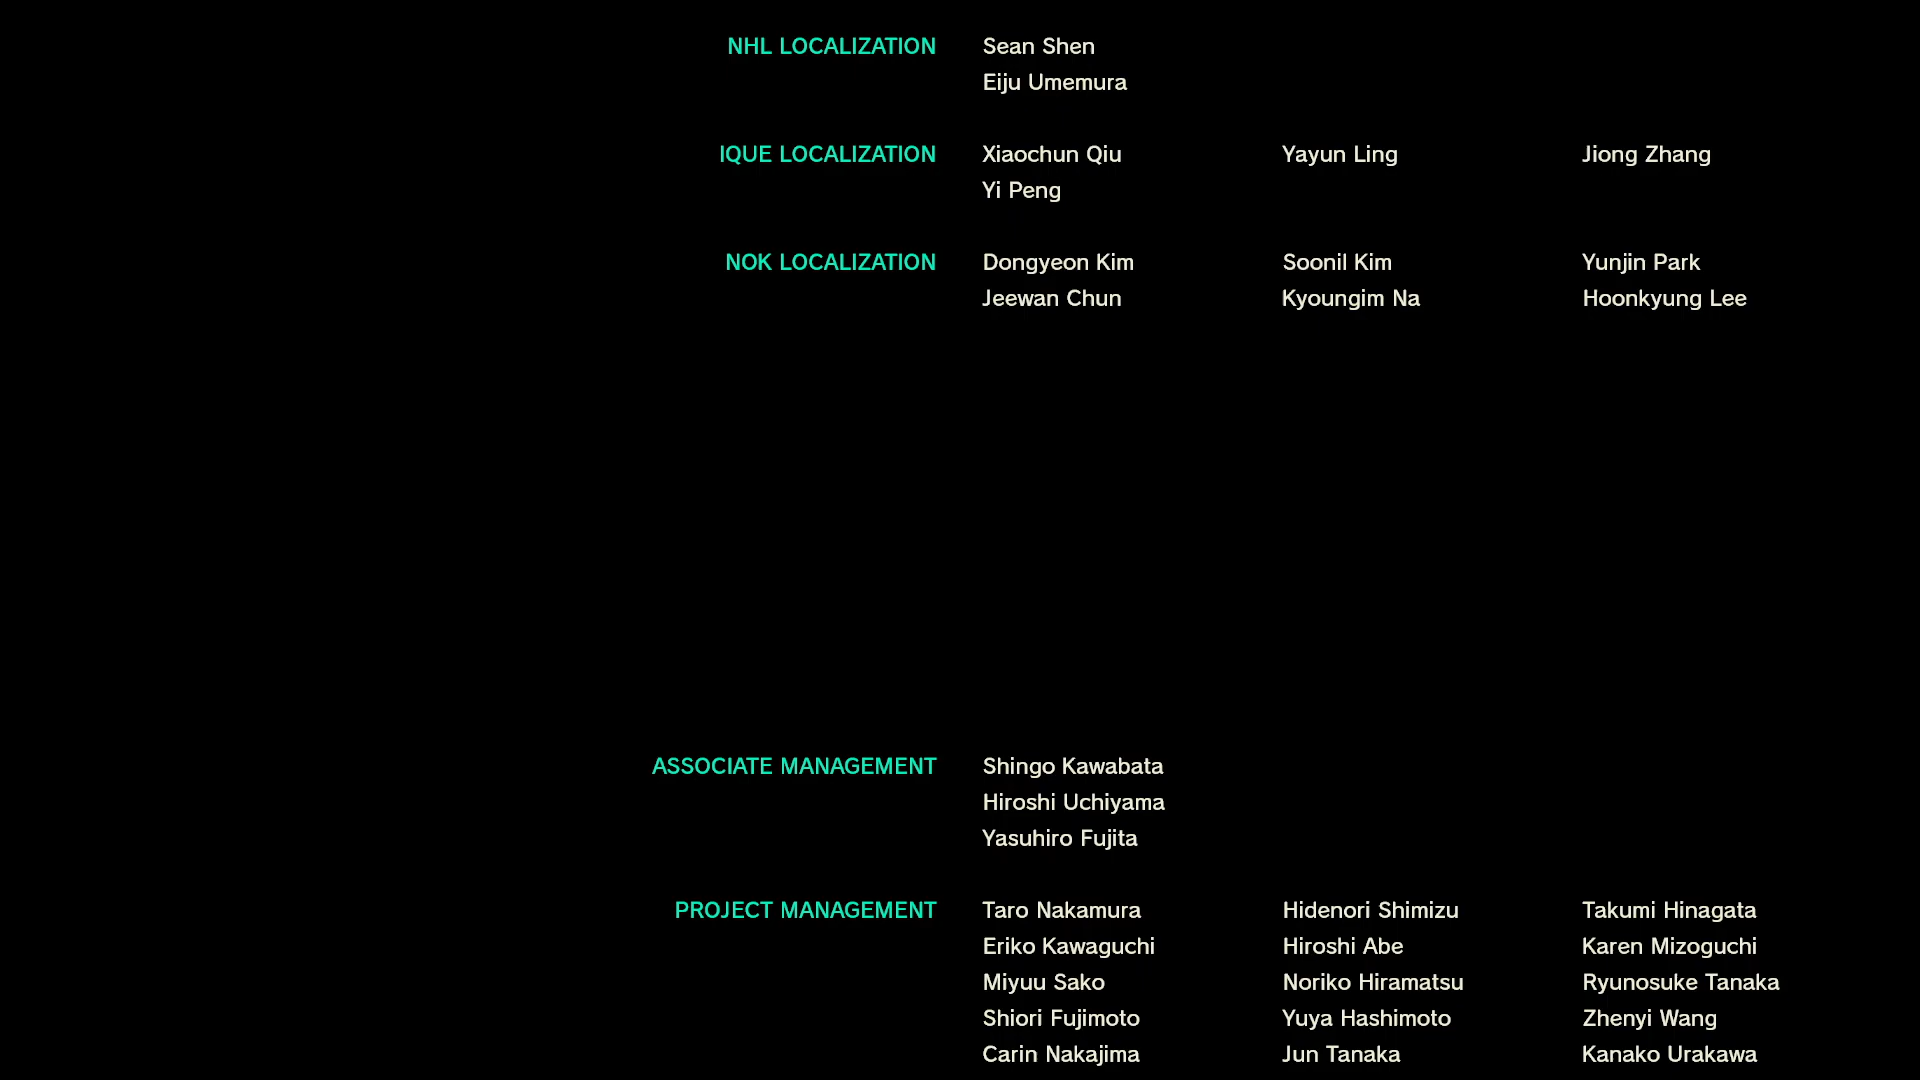 NHL LOCALIZATION Sean Shen
Eiju Umemura
IQUE LOCALIZATION Xiaochun Qiu Yayun Ling Jiong Zhang
Yi Peng
NOK LOCALIZATION Dongyeon Kim Soonil Kim Yunjin Park
Jeewan Chun Kyoungim Na Hoonkyung Lee
ASSOCIATE MANAGEMENT Shingo Kawabata
Hiroshi Uchiyama
Yasuhiro Fujita
PROJECT MANAGEMENT Taro Nakamura Hidenori Shimizu Takumi Hinagata
Eriko Kawaguchi Hiroshi Abe Karen Mizoguchi
Miyuu Sako Noriko Hiramatsu Ryunosuke Tanaka
Shiori Fujimoto Yuya Hashimoto Zhenyi Wang
Carin Nakajima Jun Tanaka Kanako Urakawa